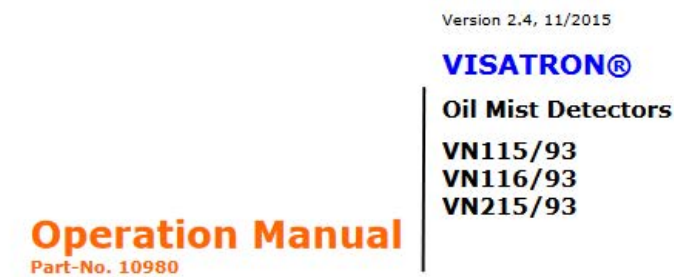 Version 2.4, 11/2015
VISATRON®
Oil Mist Detectors
VN115/93
VN116/93
VN215/93
Operation Manual
Part-No. 10980